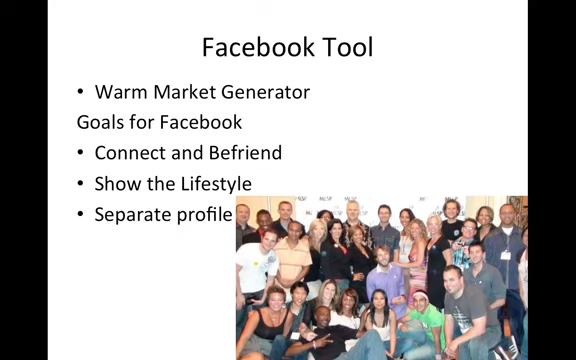 Facebook Tool
• Warm Market Generator
Goals for Facebook
• Connect and Befriend
• Show the Lifestyle
• Separate profile